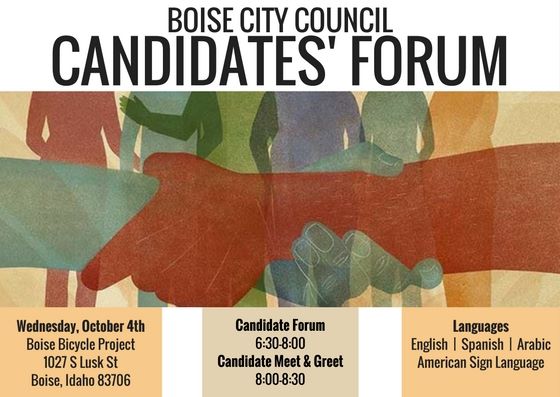 BOISE CITY COUNCIL
CANDIDATES' FORUM
Wednesday, October 4th
Boise Bicycle Project
1027 S Lusk St
Boise, Idaho 83706
Candidate Forum
6:30-8:00
Candidate Meet & Greet
8:00-8:30
Languages
English | Spanish | Arabic
American Sign Language